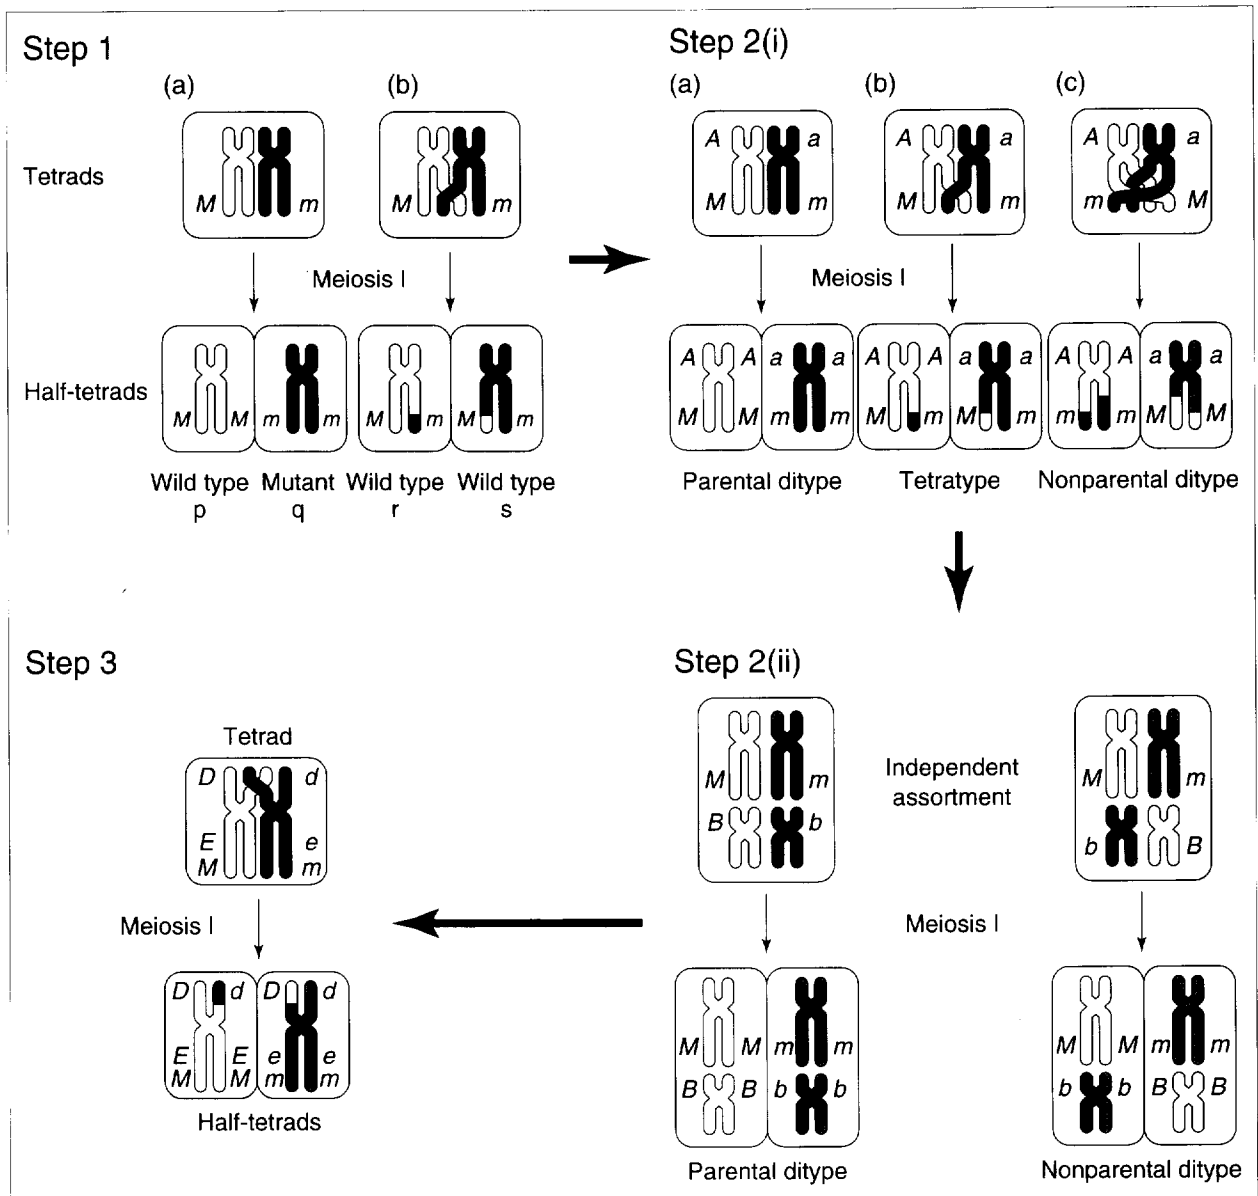 Step 1
(a) (b)
Tetrads
M m M m
Meiosis I
Half-tetrads
M M m m M m M m
Wild type Mutant Wild type Wild type
p q r s
Step 2(i)
(a) (b) (c)
A a A a A a
M m M m m M
Meiosis I
A A a a A A a a A A a a
M M m m M m M m m m M M
Parental ditype Tetratype Nonparental ditype
Step 2(ii)
M m M m
B b b B
Independent
assortment
Meiosis I
M M m m M M m m
B B b b b b B B
Parental ditype Nonparental ditype
Step 3
Tetrad
D d
E e
M m
Meiosis I
D d D d
E E e e
M M m m
Half-tetrads